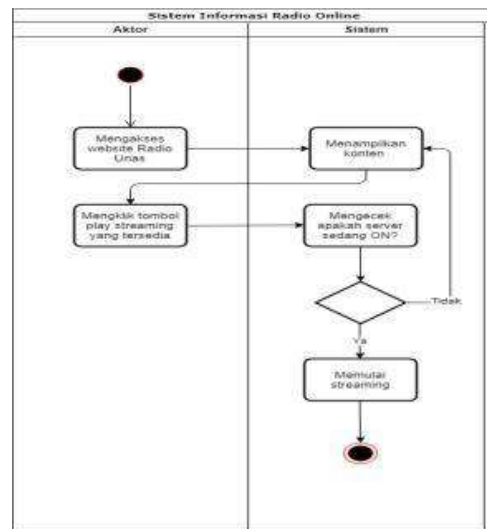 Sistem Informasi Radio Online
Aktor
Sistem
Mengakses
website Radio
Unas
Menampilkan
konten
Mengklik tombol
play streaming
yang tersedia
Mengecek
apakah server
sedang ON?
Tidak
Ya
Memulai
streaming